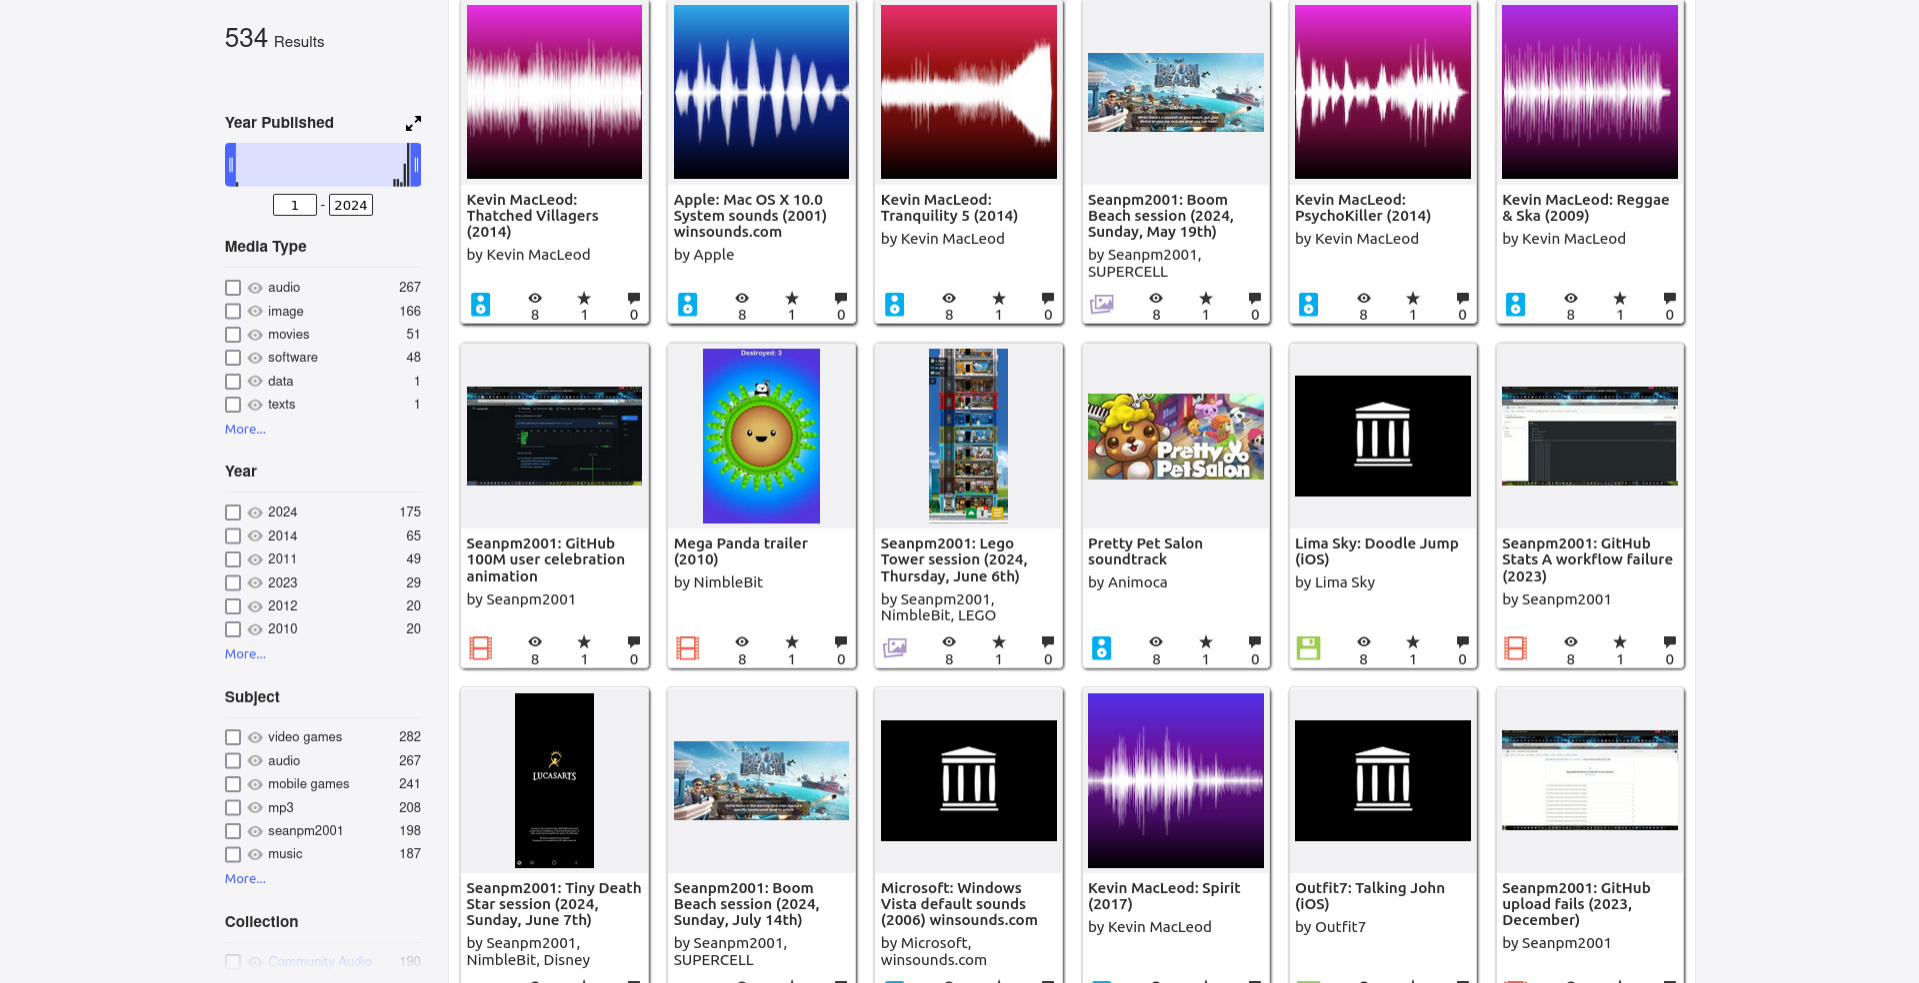 534 Results
Year Published
1 - 2024
Media Type
audio 267
image 166
movies 51
software 48
data 1
texts 1
More...
Year
2024 175
2014 65
2011 49
2023 29
2012 20
2010 20
More...
Subject
video games 282
audio 267
mobile games 241
mp3 208
seanpm2001 198
music 187
More...
Collection
Community Audio 190
Kevin MacLeod:
Thatched Villagers
(2014)
by Kevin MacLeod
8 1 0
Apple: Mac OS X 10.0
System sounds (2001)
winsounds.com
by Apple
8 1 0
Kevin MacLeod:
Tranquility 5 (2014)
by Kevin MacLeod
8 1 0
BOOM
BEACH
Seanpm2001: Boom
Beach session (2024,
Sunday, May 19th)
by Seanpm2001,
SUPERCELL
8 1 0
Kevin MacLeod:
PsychoKiller (2014)
by Kevin MacLeod
8 1 0
Kevin MacLeod: Reggae
& Ska (2009)
by Kevin MacLeod
8 1 0
Seanpm2001: GitHub
100M user celebration
animation
by Seanpm2001
8 1 0
Destroyed: 3
Mega Panda trailer
(2010)
by NimbleBit
8 1 0
Seanpm2001: Lego
Tower session (2024,
Thursday, June 6th)
by Seanpm2001,
NimbleBit, LEGO
8 1 0
Pretty
Pet Salon
Pretty Pet Salon
soundtrack
by Animoca
8 1 0
Lima Sky: Doodle Jump
(iOS)
by Lima Sky
8 1 0
Seanpm2001: GitHub
Stats A workflow failure
(2023)
by Seanpm2001
8 1 0
LUCASARTS
Seanpm2001: Tiny Death
Star session (2024,
Sunday, June 7th)
by Seanpm2001,
NimbleBit, Disney
BOOM
BEACH
Seanpm2001: Boom
Beach session (2024,
Sunday, July 14th)
by Seanpm2001,
SUPERCELL
Microsoft: Windows
Vista default sounds
(2006) winsounds.com
by Microsoft,
winsounds.com
Kevin MacLeod: Spirit
(2017)
by Kevin MacLeod
Outfit7: Talking John
(iOS)
by Outfit7
Seanpm2001: GitHub
upload fails (2023,
December)
by Seanpm2001